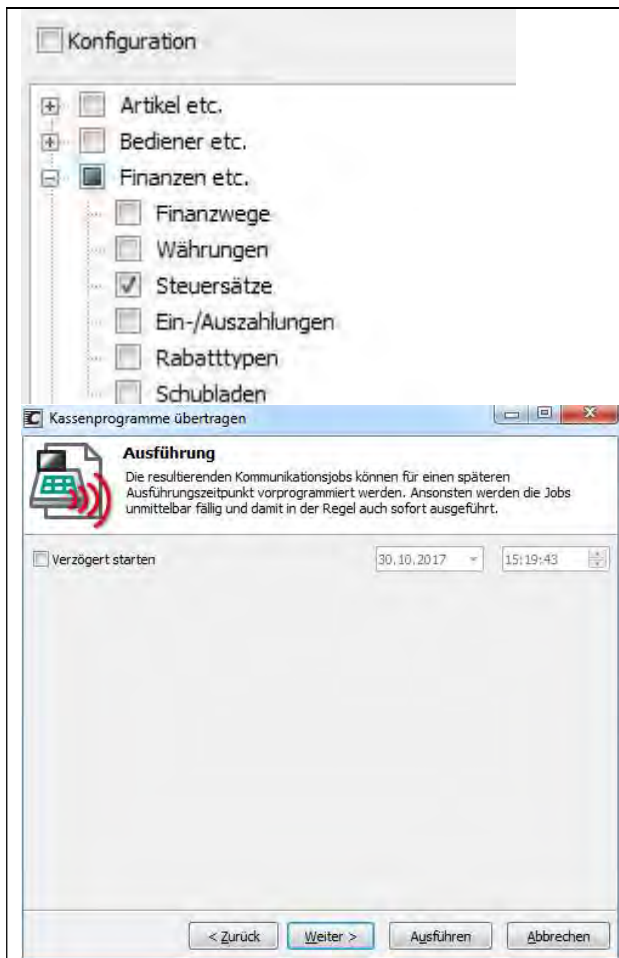 Konfiguration
Artikel etc.
Bediener etc.
Finanzen etc.
Finanzwege
Währungen
Steuersätze
Ein-/Auszahlungen
Rabatttypen
Schubladen
Kassenprogramme übertragen
Ausführung
Die resultierenden Kommunikationsjobs können für einen späteren
Ausführungszeitpunkt vorprogrammiert werden. Ansonsten werden die Jobs
unmittelbar fällig und damit in der Regel auch sofort ausgeführt.
Verzögert starten 30.10.2017 15:19:43
< Zurück Weiter > Ausführen Abbrechen